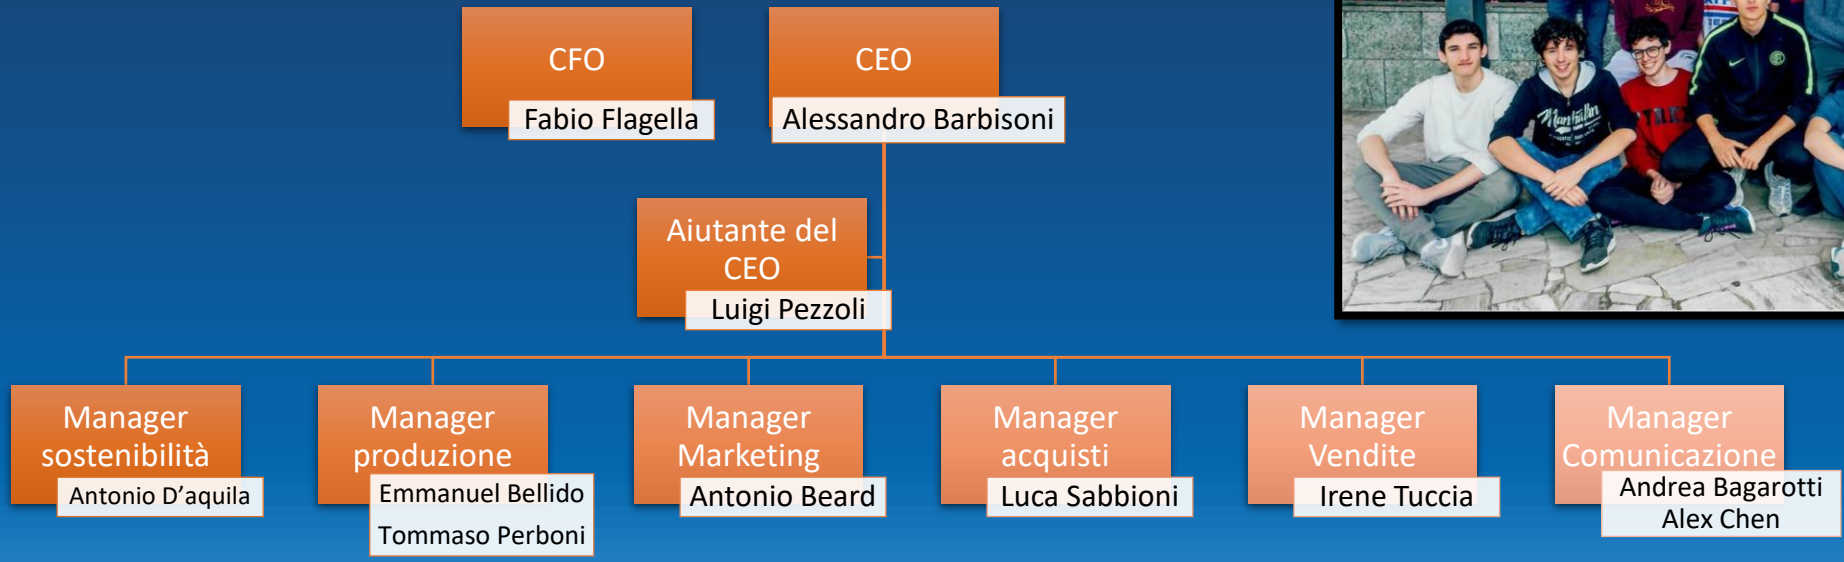 CFO
Fabio Flagella
CEO
Alessandro Barbisoni
Aiutante del
CEO
Luigi Pezzoli
Manager
sostenibilità
Antonio D’aquila
Manager
produzione
Emmanuel Bellido
Tommaso Perboni
Manager
Marketing
Antonio Beard
Manager
acquisti
Luca Sabbioni
Manager
Vendite
Irene Tuccia
Manager
Comunicazione
Andrea Bagarotti
Alex Chen
Manhattan